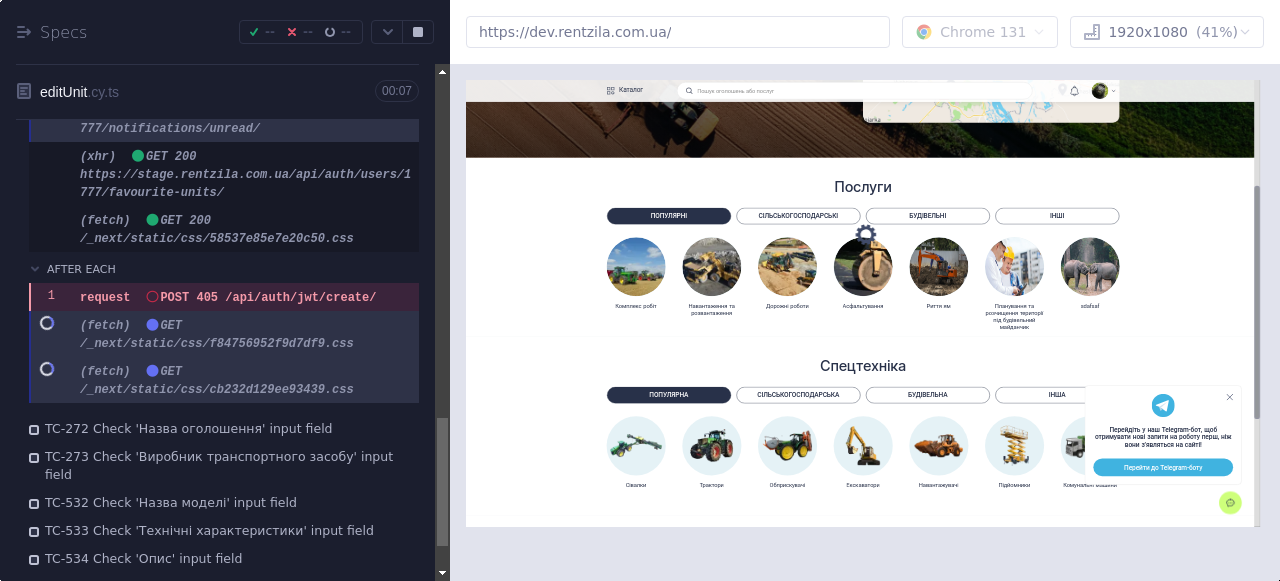 Specs
--
--
--
https://dev.rentzila.com.ua/
Chrome 131
1920x1080 (41%)
editUnit.cy.ts
00:07
777/notifications/unread/
(xhr) GET 200
https://stage.rentzila.com.ua/api/auth/users/1
777/favourite-units/
(fetch) GET 200
/_next/static/css/58537e85e7e20c50.css
AFTER EACH
1 request POST 405 /api/auth/jwt/create/
(fetch) GET
/_next/static/css/f84756952f9d7df9.css
(fetch) GET
/_next/static/css/cb232d129ee93439.css
TC-272 Check 'Назва оголошення' input field
TC-273 Check 'Виробник транспортного засобу' input
field
TC-532 Check 'Назва моделі' input field
TC-533 Check 'Технічні характеристики' input field
TC-534 Check 'Опис' input field
Каталог
Пошук оголошень або послуг
Послуги
ПОПУЛЯРНІ
СІЛЬСЬКОГОСПОДАРСЬКІ
БУДІВЕЛЬНІ
ІНШІ
Комплекс робіт
Навантаження та
розвантаження
Дорожні роботи
Асфальтування
Риття ям
Планування та
розчищення території
під будівельний
майданчик
sdafsaf
Спецтехніка
ПОПУЛЯРНА
СІЛЬСЬКОГОСПОДАРСЬКА
БУДІВЕЛЬНА
ІНША
Сівалки
Трактори
Обприскувачі
Екскаватори
Навантажувачі
Підйомники
Комунальні машини
Перейдіть у наш Telegram-бот, щоб
отримувати нові запити на роботу перш, ніж
вони з'являться на сайті!
Перейти до Telegram-боту